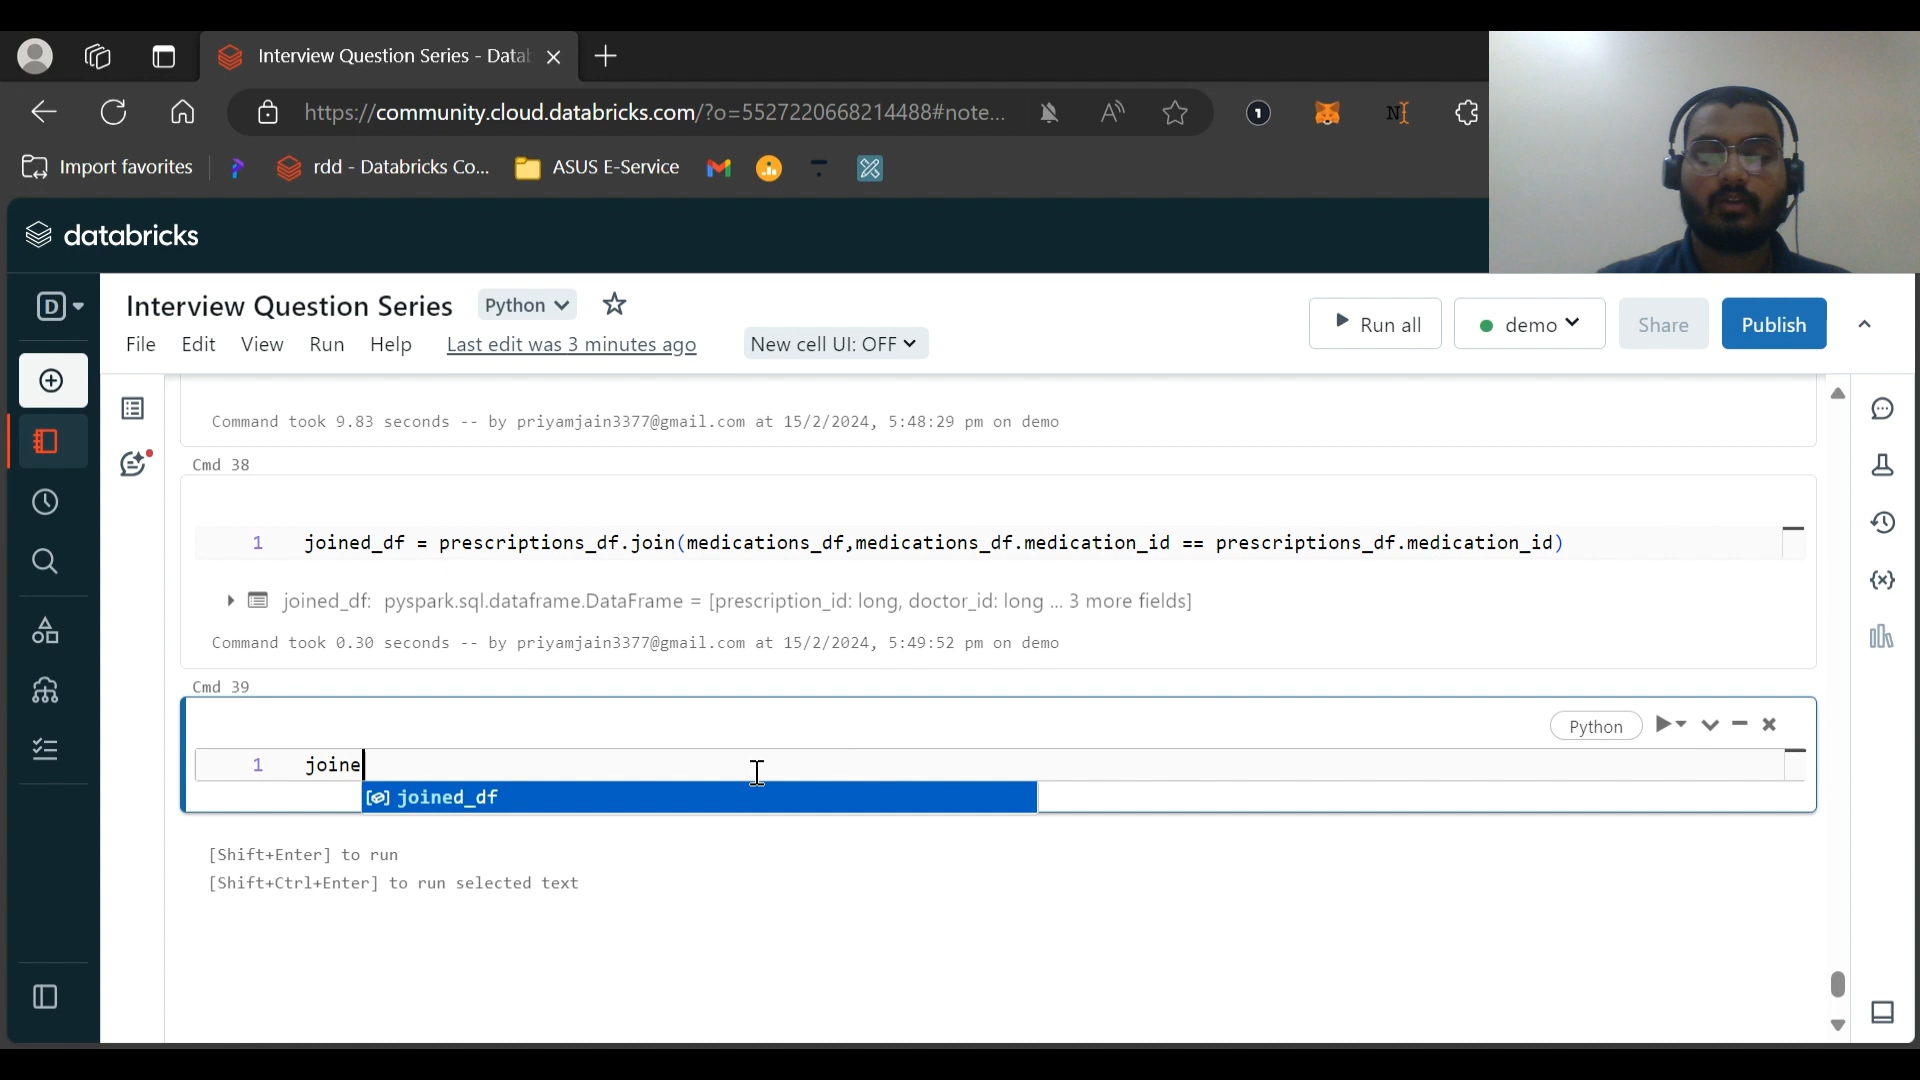 Interview Question Series - Datab
https://community.cloud.databricks.com/?o=5527220668214488#note...
Import favorites
rdd - Databricks Co...
ASUS E-Service
databricks
D
Interview Question Series
Python
File
Edit
View
Run
Help
Last edit was 3 minutes ago
New cell UI: OFF
Run all
demo
Share
Publish
Command took 9.83 seconds -- by priyamjain3377@gmail.com at 15/2/2024, 5:48:29 pm on demo
Cmd 38
1 joined_df = prescriptions_df.join(medications_df,medications_df.medication_id == prescriptions_df.medication_id)
joined_df: pyspark.sql.dataframe.DataFrame = [prescription_id: long, doctor_id: long ... 3 more fields]
Command took 0.30 seconds -- by priyamjain3377@gmail.com at 15/2/2024, 5:49:52 pm on demo
Cmd 39
Python
1 joine
joined_df
[Shift+Enter] to run
[Shift+Ctrl+Enter] to run selected text